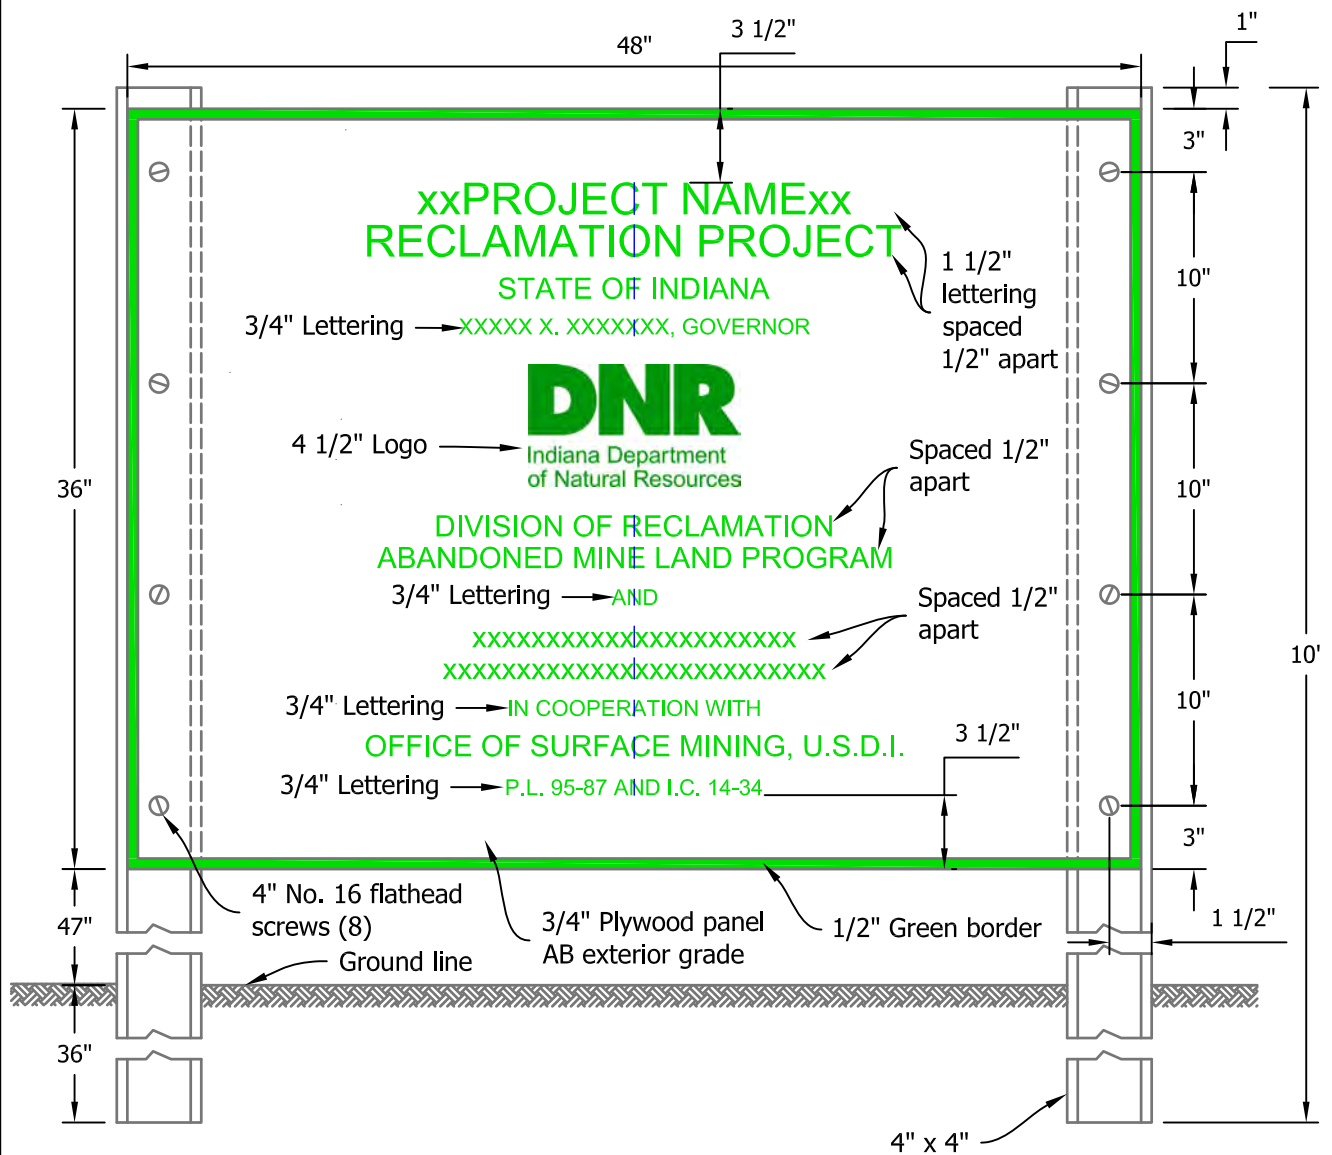 48"
3 1/2"
1"
36"
3"
xxPROJECT NAMExx
RECLAMATION PROJECT
1 1/2"
lettering
spaced
1/2" apart
10"
STATE OF INDIANA
3/4" Lettering
XXXXX X. XXXXXXX, GOVERNOR
DNR
Indiana Department
of Natural Resources
4 1/2" Logo
Spaced 1/2"
apart
10"
DIVISION OF RECLAMATION
ABANDONED MINE LAND PROGRAM
3/4" Lettering
AND
Spaced 1/2"
apart
xxxxxxxxxxxxxxxxxxxxxx
xxxxxxxxxxxxxxxxxxxxxxxxxx
10'
3/4" Lettering
IN COOPERATION WITH
10"
OFFICE OF SURFACE MINING, U.S.D.I.
3 1/2"
3/4" Lettering
P.L. 95-87 AND I.C. 14-34
3"
47"
4" No. 16 flathead
screws (8)
3/4" Plywood panel
AB exterior grade
1/2" Green border
1 1/2"
Ground line
36"
4" x 4"